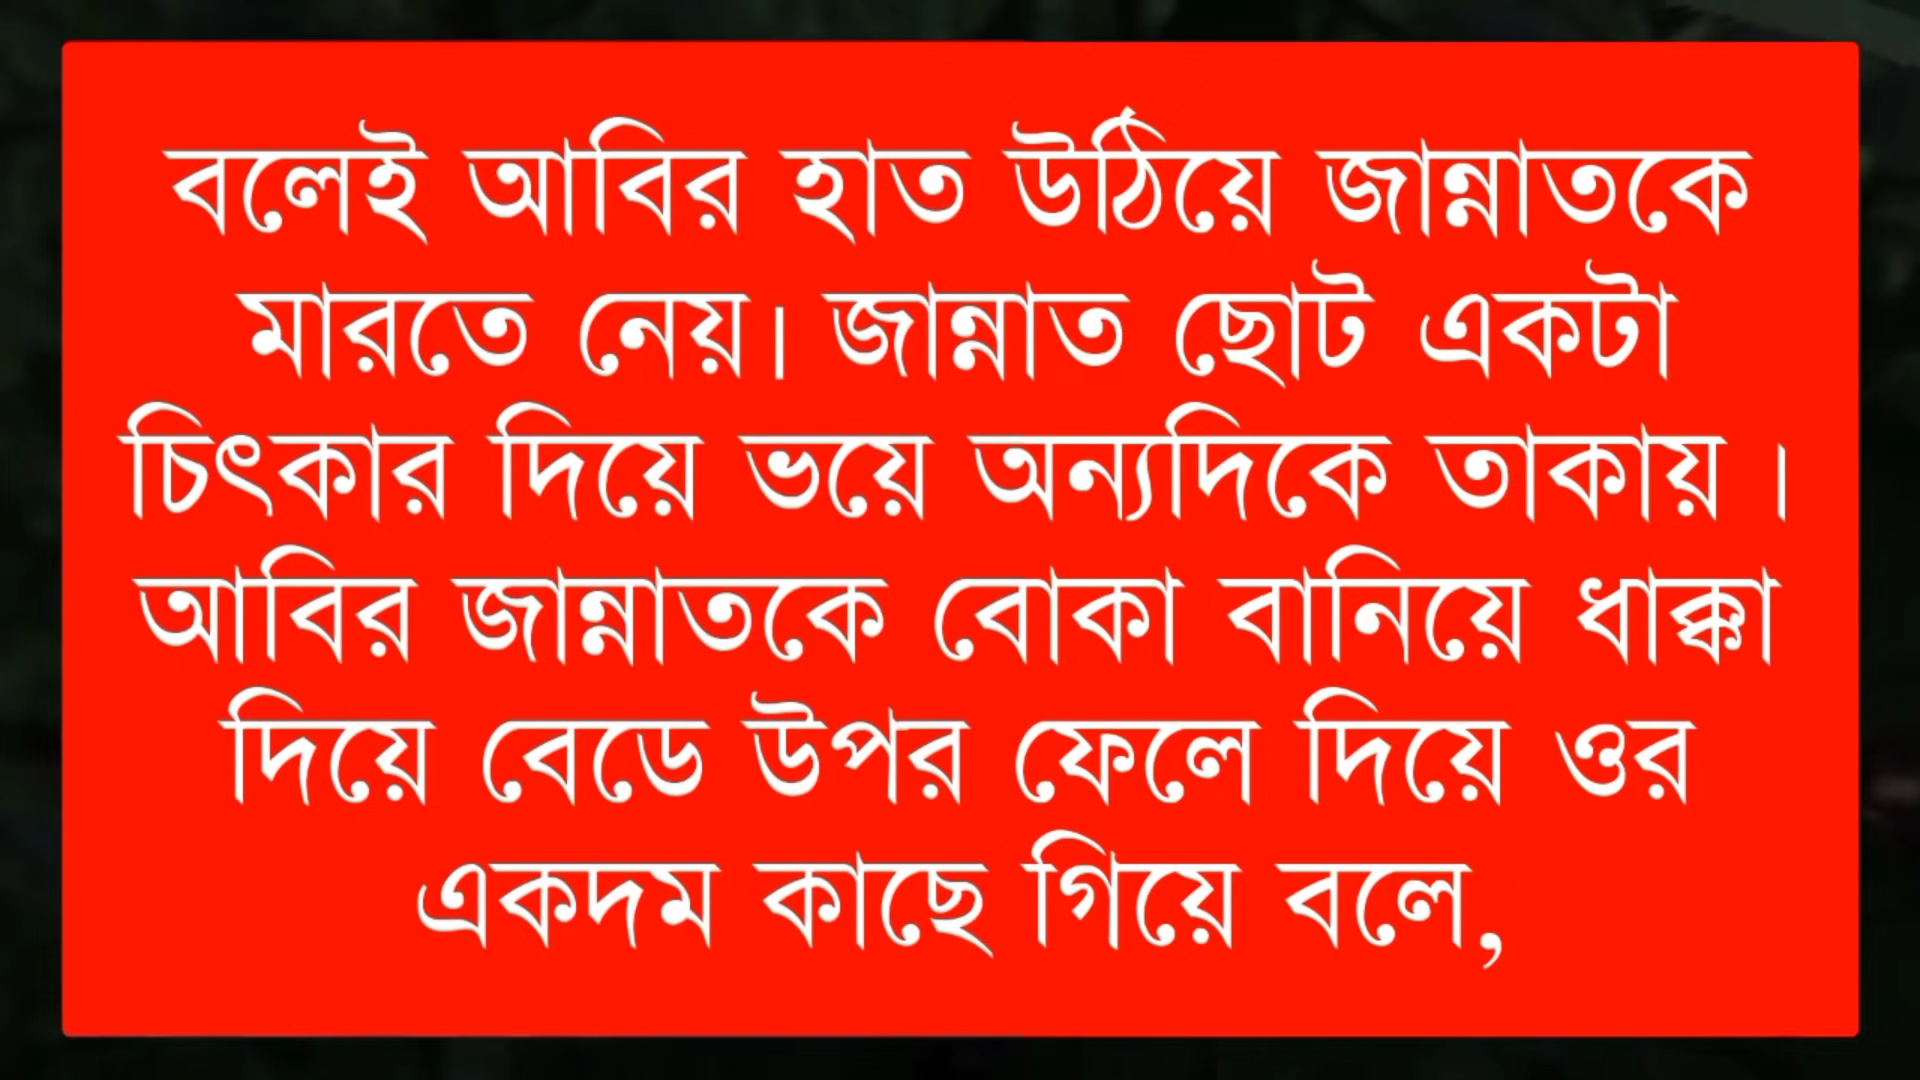 বলেই আবির হাত উঠিয়ে জান্নাতকে
মারতে নেয়। জান্নাত ছোট একটা
চিৎকার দিয়ে ভয়ে অন্যদিকে তাকায় ।
আবির জান্নাতকে বোকা বানিয়ে ধাক্কা
দিয়ে বেডে উপর ফেলে দিয়ে ওর
একদম কাছে গিয়ে বলে,